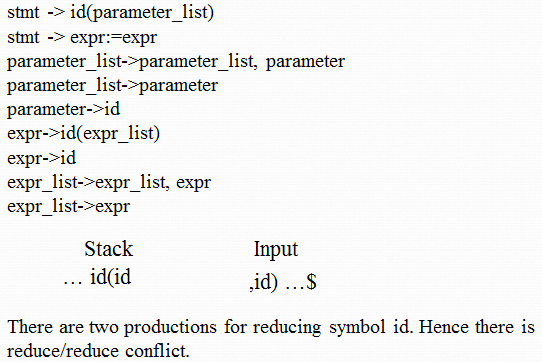 stmt -> id(parameter_list)
stmt -> expr:=expr
parameter_list->parameter_list, parameter
parameter_list->parameter
parameter->id
expr->id(expr_list)
expr->id
expr_list->expr_list, expr
expr_list->expr
Stack Input
... id(id ,id) ...$
There are two productions for reducing symbol id. Hence there is
reduce/reduce conflict.